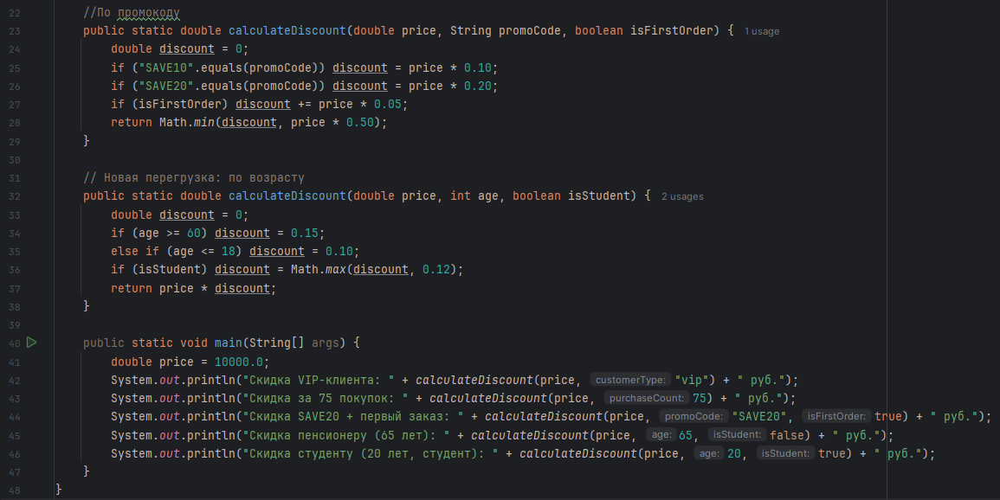 22 //По промокоду
23 public static double calculateDiscount(double price, String promoCode, boolean isFirstOrder) { 1 usage
24 double discount = 0;
25 if ("SAVE10".equals(promoCode)) discount = price * 0.10;
26 if ("SAVE20".equals(promoCode)) discount = price * 0.20;
27 if (isFirstOrder) discount += price * 0.05;
28 return Math.min(discount, price * 0.50);
29 }
30
31 // Новая перегрузка: по возрасту
32 public static double calculateDiscount(double price, int age, boolean isStudent) { 2 usages
33 double discount = 0;
34 if (age >= 60) discount = 0.15;
35 else if (age <= 18) discount = 0.10;
36 if (isStudent) discount = Math.max(discount, 0.12);
37 return price * discount;
38 }
39
40 public static void main(String[] args) {
41 double price = 10000.0;
42 System.out.println("Скидка VIP-клиента: " + calculateDiscount(price, customerType: "vip") + " руб.");
43 System.out.println("Скидка за 75 покупок: " + calculateDiscount(price, purchaseCount: 75) + " руб.");
44 System.out.println("Скидка SAVE20 + первый заказ: " + calculateDiscount(price, promoCode: "SAVE20", isFirstOrder: true) + " руб.");
45 System.out.println("Скидка пенсионеру (65 лет): " + calculateDiscount(price, age: 65, isStudent: false) + " руб.");
46 System.out.println("Скидка студенту (20 лет, студент): " + calculateDiscount(price, age: 20, isStudent: true) + " руб.");
47 }
48 }